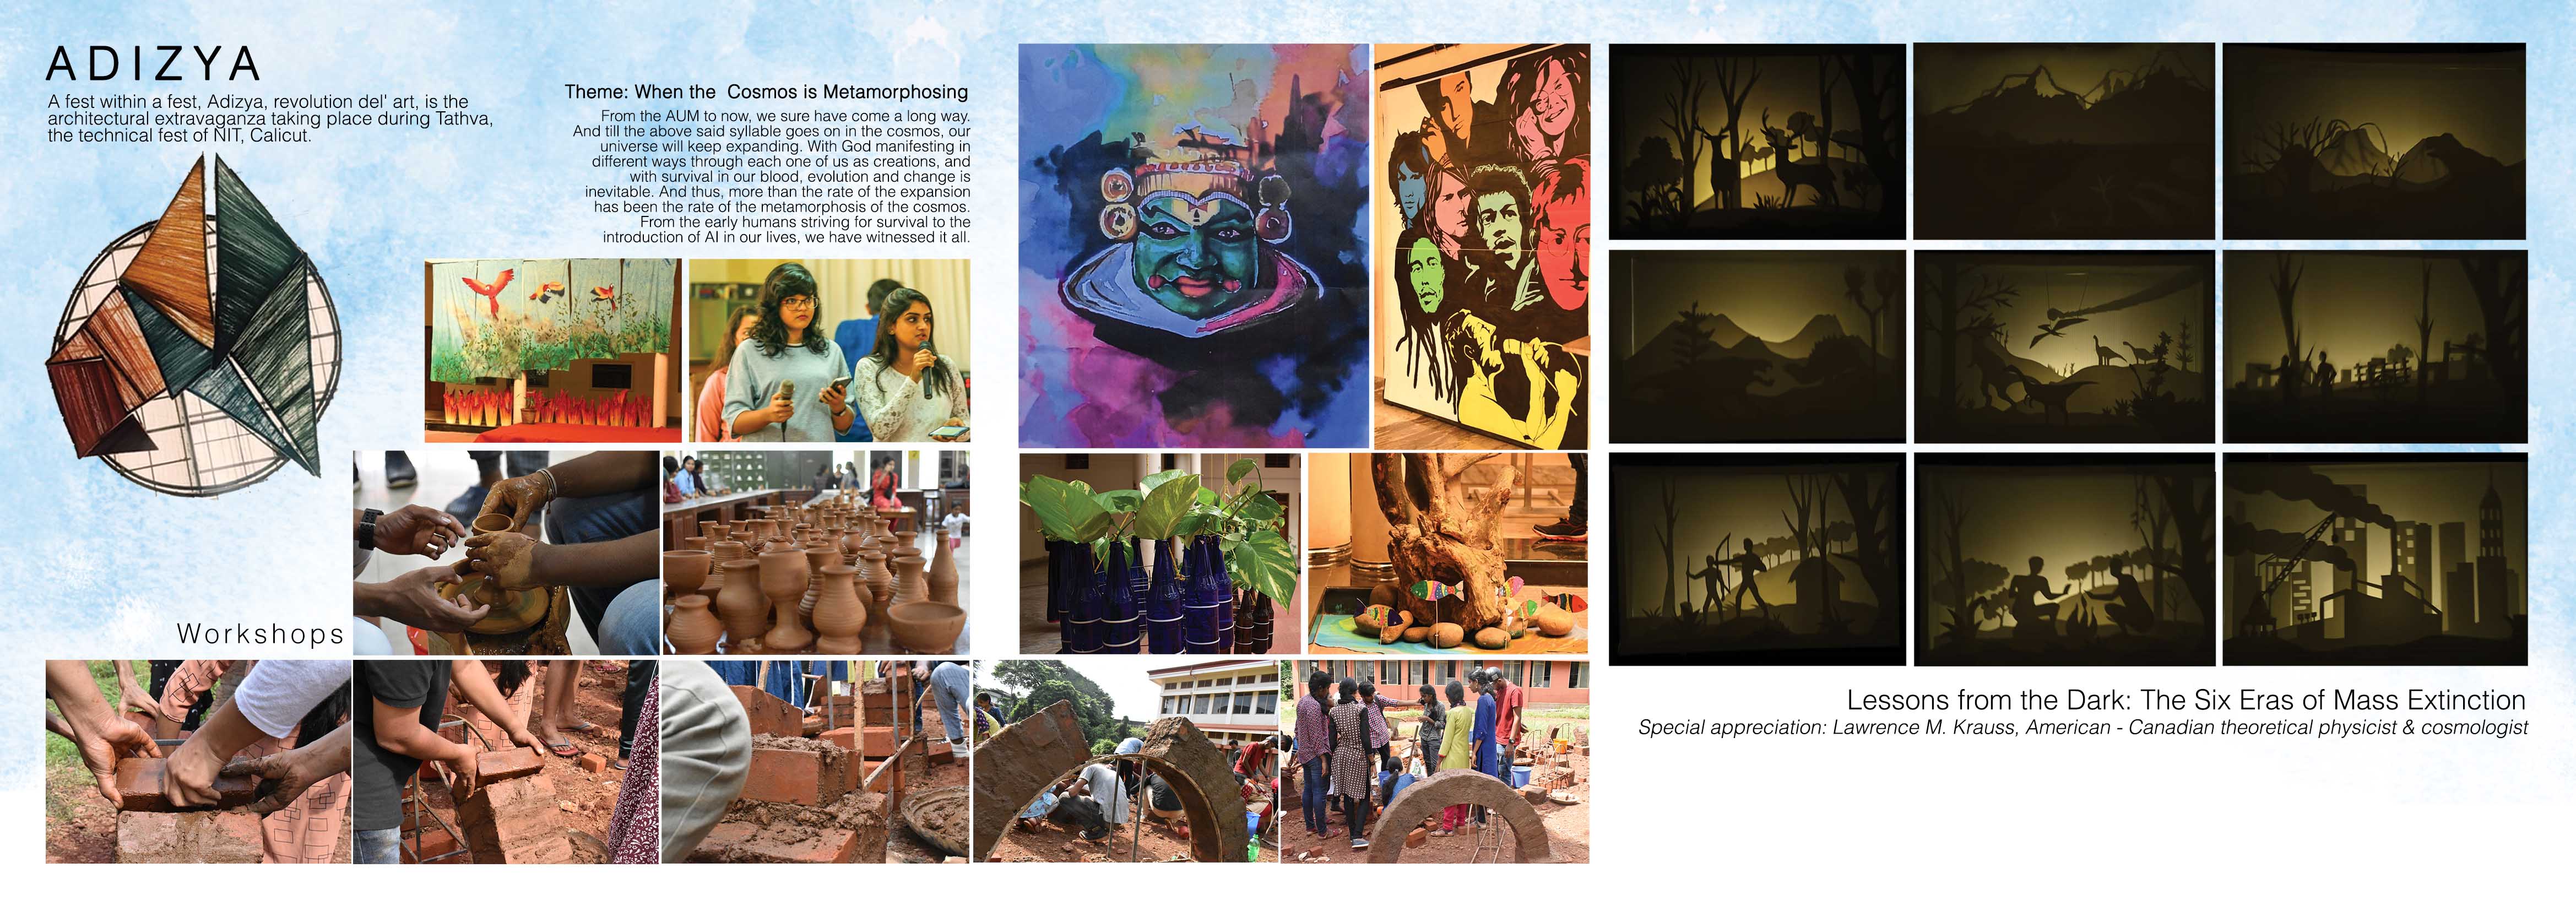 ADIZYA
A fest within a fest, Adizya, revolution del' art, is the
architectural extravaganza taking place during Tathva,
the technical fest of NIT, Calicut.
Theme: When the Cosmos is Metamorphosing
From the AUM to now, we sure have come a long way.
And till the above said syllable goes on in the cosmos, our
universe will keep expanding. With God manifesting in
different ways through each one of us as creations, and
with survival in our blood, evolution and change is
inevitable. And thus, more than the rate of the expansion
has been the rate of the metamorphosis of the cosmos.
From the early humans striving for survival to the
introduction of AI in our lives, we have witnessed it all.
Workshops
Lessons from the Dark: The Six Eras of Mass Extinction
Special appreciation: Lawrence M. Krauss, American - Canadian theoretical physicist & cosmologist